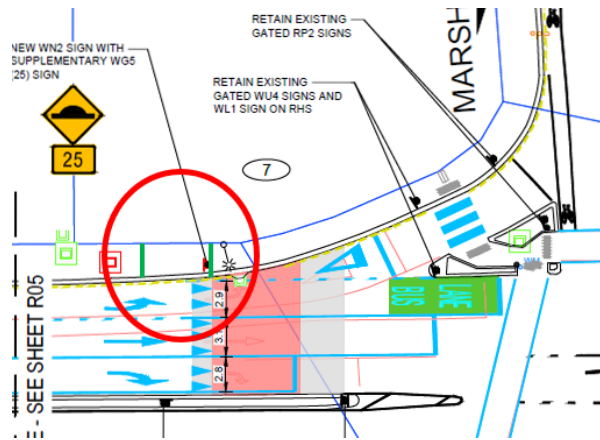 RETAIN EXISTING
GATED RP2 SIGNS
NEW WN2 SIGN WITH
SUPPLEMENTARY WG5
(25) SIGN
RETAIN EXISTING
GATED WU4 SIGNS AND
WL1 SIGN ON RHS
MARSH
25
7
E - SEE SHEET R05
2.9
3.
2.8
LANE
BUS